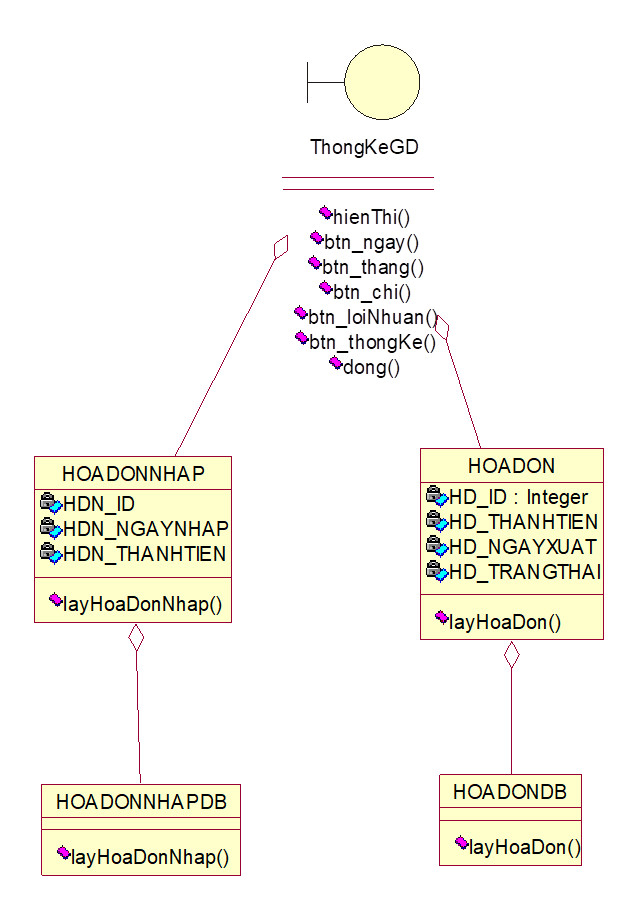 ThongKeGD
hienThi()
btn_ngay()
btn_thang()
btn_chi()
btn_loiNhuan()
btn_thongKe()
dong()
HOADONNHAP
HDN_ID
HDN_NGAYNHAP
HDN_THANHTIEN
layHoaDonNhap()
HOADON
HD_ID : Integer
HD_THANHTIEN
HD_NGAYXUAT
HD_TRANGTHAI
layHoaDon()
HOADONNHAPDB
layHoaDonNhap()
HOADONDB
layHoaDon()